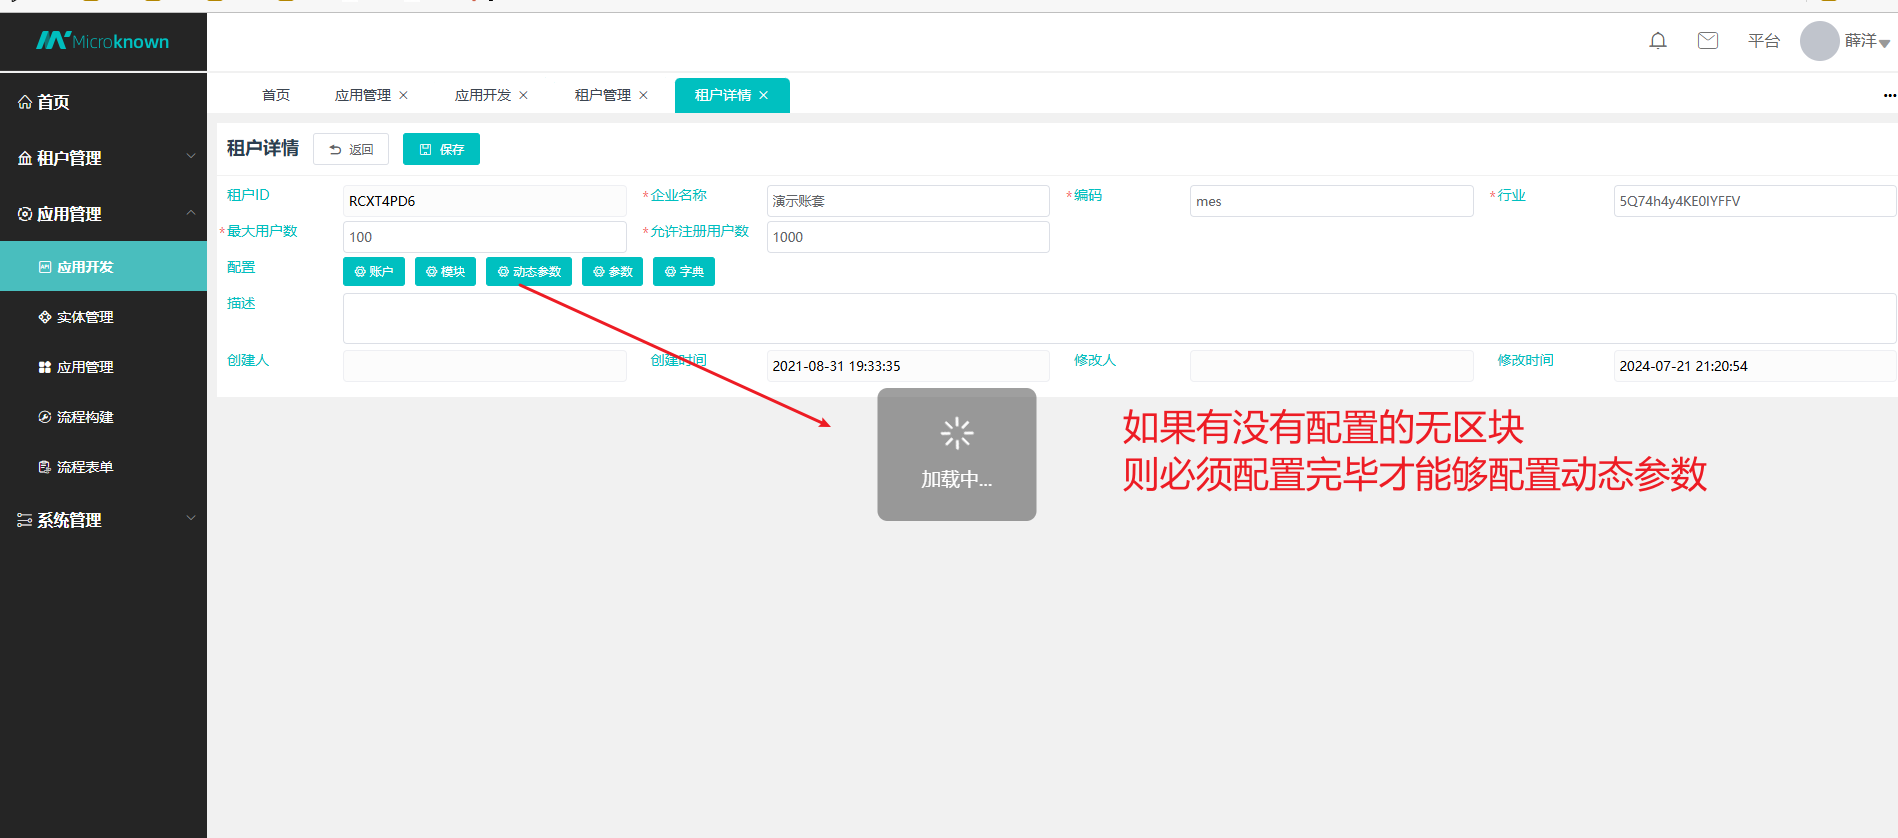 Microknown
平台
薛洋
首页
首页
应用管理
应用开发
租户管理
租户详情
租户管理
应用管理
应用开发
实体管理
应用管理
流程构建
流程表单
系统管理
租户详情
返回
保存
租户ID
RCXT4PD6
*企业名称
演示账套
*编码
mes
*行业
5Q74h4y4KE0IYFFV
*最大用户数
100
*允许注册用户数
1000
配置
账户
模块
动态参数
参数
字典
描述
创建人
创建时间
2021-08-31 19:33:35
修改人
修改时间
2024-07-21 21:20:54
加载中...
如果有没有配置的无区块
则必须配置完毕才能够配置动态参数